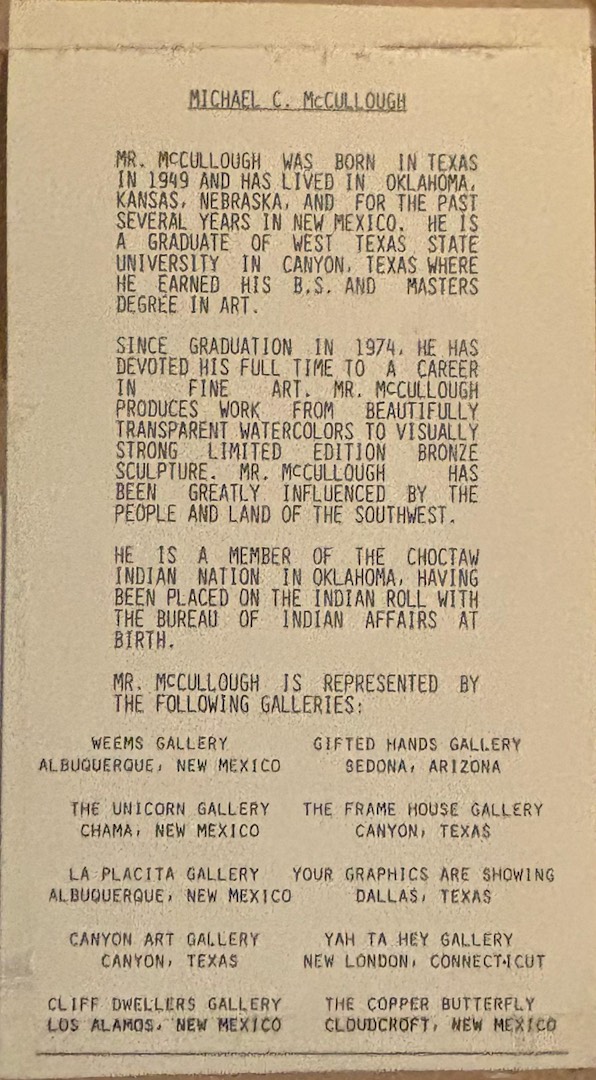 MICHAEL C. McCULLOUGH
MR. McCULLOUGH WAS BORN IN TEXAS
IN 1949 AND HAS LIVED IN OKLAHOMA,
KANSAS, NEBRASKA, AND FOR THE PAST
SEVERAL YEARS IN NEW MEXICO. HE IS
A GRADUATE OF WEST TEXAS STATE
UNIVERSITY IN CANYON, TEXAS WHERE
HE EARNED HIS B.S. AND MASTERS
DEGREE IN ART.
SINCE GRADUATION IN 1974, HE HAS
DEVOTED HIS FULL TIME TO A CAREER
IN FINE ART. MR. McCULLOUGH
PRODUCES WORK FROM BEAUTIFULLY
TRANSPARENT WATERCOLORS TO VISUALLY
STRONG LIMITED EDITION BRONZE
SCULPTURE. MR. McCULLOUGH HAS
BEEN GREATLY INFLUENCED BY THE
PEOPLE AND LAND OF THE SOUTHWEST.
HE IS A MEMBER OF THE CHOCTAW
INDIAN NATION IN OKLAHOMA, HAVING
BEEN PLACED ON THE INDIAN ROLL WITH
THE BUREAU OF INDIAN AFFAIRS AT
BIRTH.
MR. McCULLOUGH IS REPRESENTED BY
THE FOLLOWING GALLERIES:
WEEMS GALLERY
ALBUQUERQUE, NEW MEXICO
GIFTED HANDS GALLERY
SEDONA, ARIZONA
THE UNICORN GALLERY
CHAMA, NEW MEXICO
THE FRAME HOUSE GALLERY
CANYON, TEXAS
LA PLACITA GALLERY
ALBUQUERQUE, NEW MEXICO
YOUR GRAPHICS ARE SHOWING
DALLAS, TEXAS
CANYON ART GALLERY
CANYON, TEXAS
YAH TA HEY GALLERY
NEW LONDON, CONNECTICUT
CLIFF DWELLERS GALLERY
LOS ALAMOS, NEW MEXICO
THE COPPER BUTTERFLY
CLOUDCROFT, NEW MEXICO